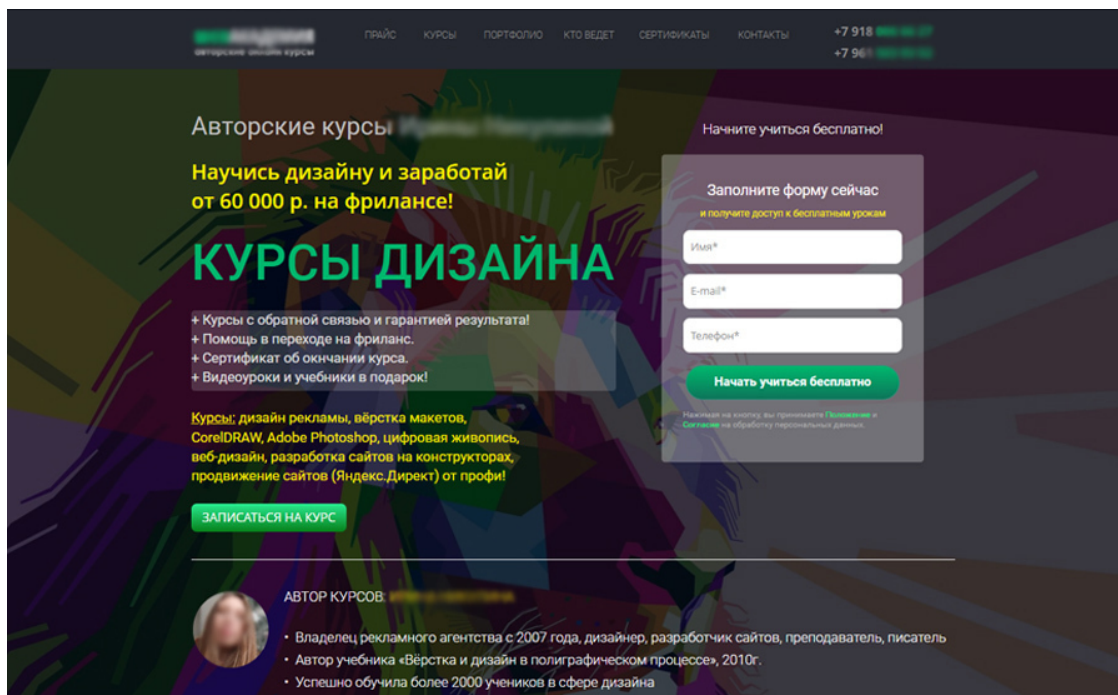 авторские онлайн курсы
ПРАЙС
КУРСЫ
ПОРТФОЛИО
КТО ВЕДЕТ
СЕРТИФИКАТЫ
КОНТАКТЫ
+7 918
+7 961
Авторские курсы
Научись дизайну и заработай
от 60 000 р. на фрилансе!
КУРСЫ ДИЗАЙНА
+ Курсы с обратной связью и гарантией результата!
+ Помощь в переходе на фриланс.
+ Сертификат об окнчании курса.
+ Видеоуроки и учебники в подарок!
Курсы: дизайн рекламы, вёрстка макетов,
CorelDRAW, Adobe Photoshop, цифровая живопись,
веб-дизайн, разработка сайтов на конструкторах,
продвижение сайтов (Яндекс.Директ) от профи!
ЗАПИСАТЬСЯ НА КУРС
Начните учиться бесплатно!
Заполните форму сейчас
и получите доступ к бесплатным урокам
Имя*
E-mail*
Телефон*
Начать учиться бесплатно
Нажимая на кнопку, вы принимаете Положение и
Согласие на обработку персональных данных.
АВТОР КУРСОВ:
• Владелец рекламного агентства с 2007 года, дизайнер, разработчик сайтов, преподаватель, писатель
• Автор учебника «Вёрстка и дизайн в полиграфическом процессе», 2010г.
• Успешно обучила более 2000 учеников в сфере дизайна